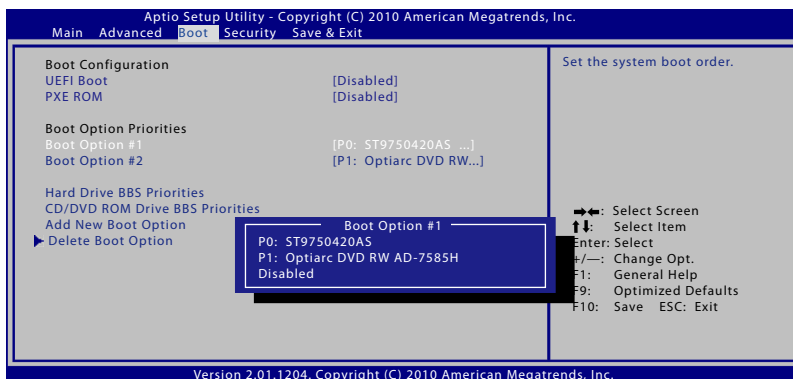 Aptio Setup Utility - Copyright (C) 2010 American Megatrends, Inc.
Main Advanced Boot Security Save & Exit
Boot Configuration
UEFI Boot [Disabled]
PXE ROM [Disabled]
Boot Option Priorities
Boot Option #1 [P0: ST9750420AS ...]
Boot Option #2 [P1: Optiarc DVD RW...]
Hard Drive BBS Priorities
CD/DVD ROM Drive BBS Priorities
Add New Boot Option
Delete Boot Option
Boot Option #1
P0: ST9750420AS
P1: Optiarc DVD RW AD-7585H
Disabled
Set the system boot order.
→←: Select Screen
↑↓: Select Item
Enter: Select
+/—: Change Opt.
F1: General Help
F9: Optimized Defaults
F10: Save ESC: Exit
Version 2.01.1204. Copyright (C) 2010 American Megatrends, Inc.